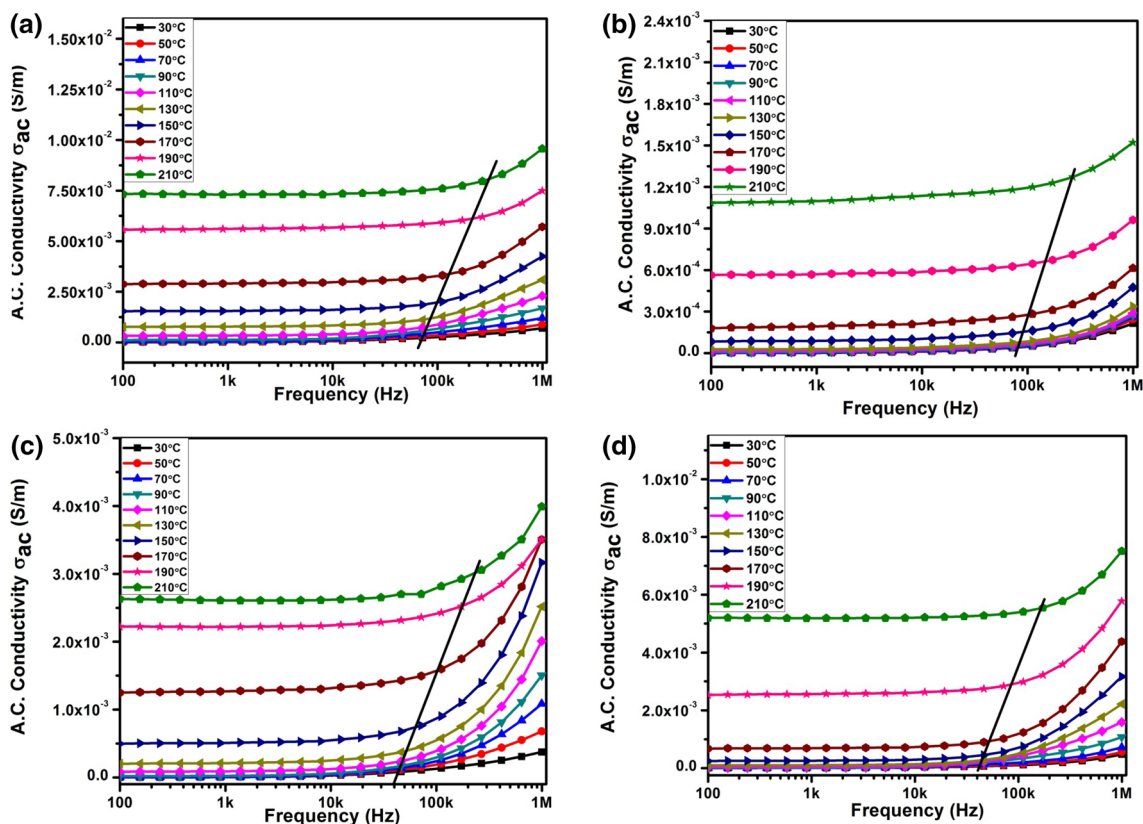 (a)
A.C. Conductivity σac (S/m)
1.50x10⁻²
1.25x10⁻²
1.00x10⁻²
7.50x10⁻³
5.00x10⁻³
2.50x10⁻³
0.00
30°C
50°C
70°C
90°C
110°C
130°C
150°C
170°C
190°C
210°C
100 1k 10k 100k 1M
Frequency (Hz)
(b)
A.C. Conductivity σac (S/m)
2.4x10⁻³
2.1x10⁻³
1.8x10⁻³
1.5x10⁻³
1.2x10⁻³
9.0x10⁻⁴
6.0x10⁻⁴
3.0x10⁻⁴
0.0
30°C
50°C
70°C
90°C
110°C
130°C
150°C
170°C
190°C
210°C
100 1k 10k 100k 1M
Frequency (Hz)
(c)
A.C. Conductivity σac (S/m)
5.0x10⁻³
4.0x10⁻³
3.0x10⁻³
2.0x10⁻³
1.0x10⁻³
0.0
30°C
50°C
70°C
90°C
110°C
130°C
150°C
170°C
190°C
210°C
100 1k 10k 100k 1M
Frequency (Hz)
(d)
A.C. Conductivity σac (S/m)
1.0x10⁻²
8.0x10⁻³
6.0x10⁻³
4.0x10⁻³
2.0x10⁻³
0.0
30°C
50°C
70°C
90°C
110°C
130°C
150°C
170°C
190°C
210°C
100 1k 10k 100k 1M
Frequency (Hz)